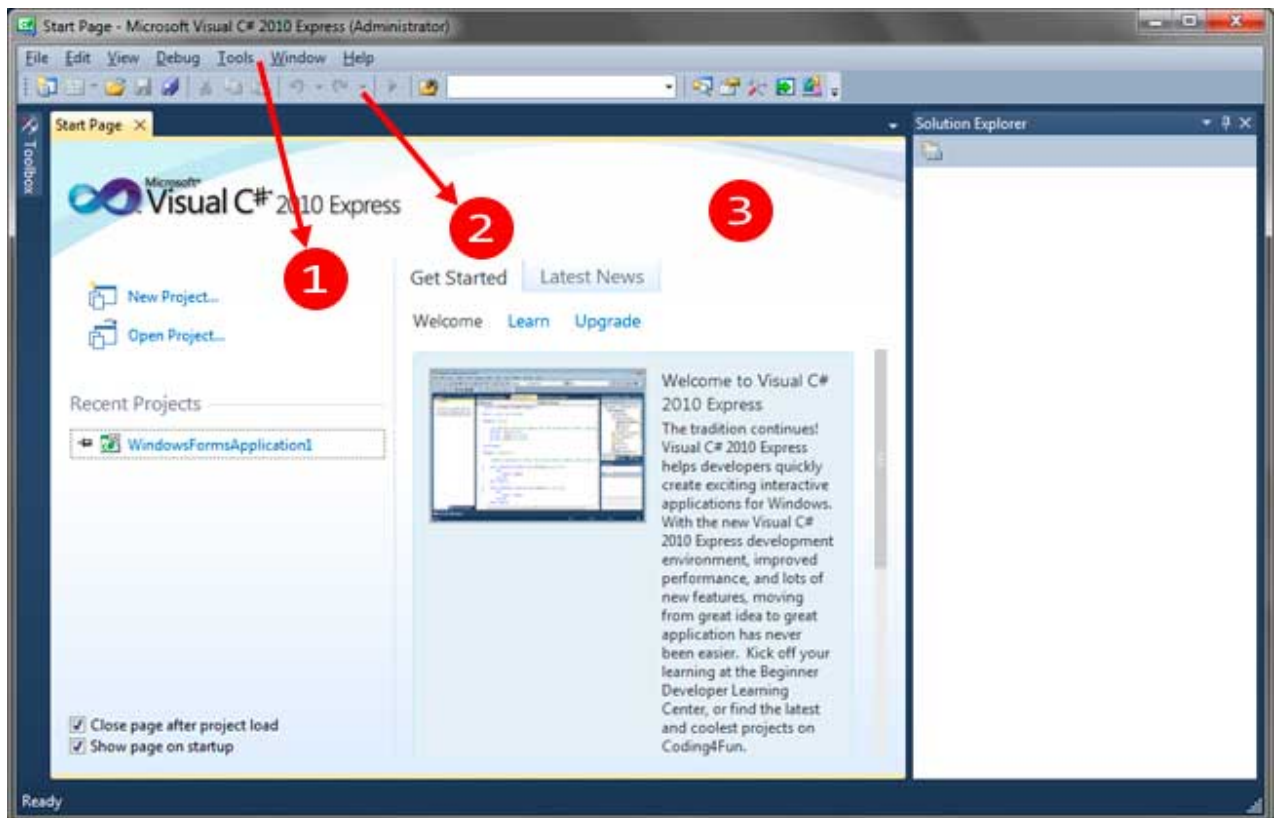 Start Page - Microsoft Visual C# 2010 Express (Administrator)
File Edit View Debug Tools Window Help
Toolbox
Start Page
Solution Explorer
Microsoft®
Visual C#® 2010 Express
1
2
3
New Project...
Open Project...
Recent Projects
WindowsFormsApplication1
Close page after project load
Show page on startup
Get Started Latest News
Welcome Learn Upgrade
Welcome to Visual C#
2010 Express
The tradition continues!
Visual C# 2010 Express
helps developers quickly
create exciting interactive
applications for Windows.
With the new Visual C#
2010 Express development
environment, improved
performance, and lots of
new features, moving
from great idea to great
application has never
been easier. Kick off your
learning at the Beginner
Developer Learning
Center, or find the latest
and coolest projects on
Coding4Fun.
Ready